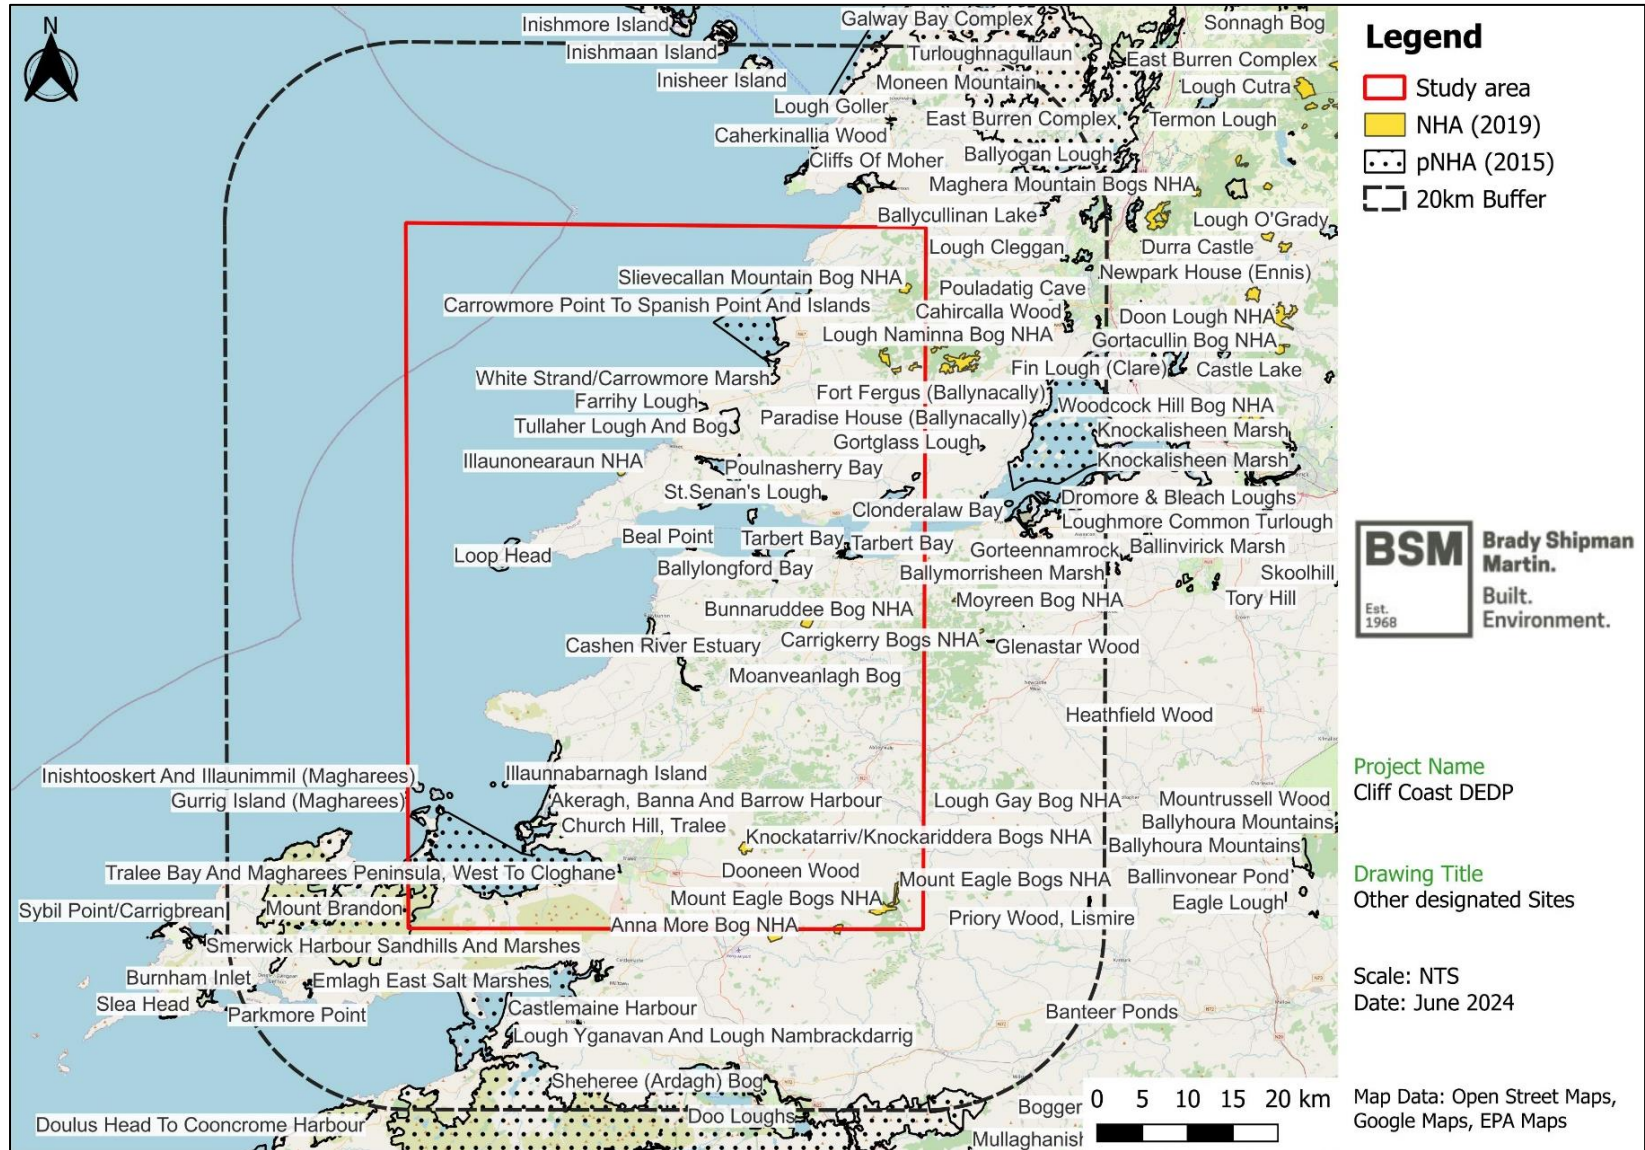 N
Inishmore Island
Galway Bay Complex
Sonnagh Bog
Inishmaan Island
Turloughnagullaun
East Burren Complex
Inisheer Island
Moneen Mountain
Lough Cutra
Lough Goller
East Burren Complex
Termon Lough
Caherkinallia Wood
Cliffs Of Moher
Ballyogan Lough
Maghera Mountain Bogs NHA
Ballycullinan Lake
Lough O'Grady
Lough Cleggan
Durra Castle
Slievecallan Mountain Bog NHA
Newpark House (Ennis)
Pouladatig Cave
Carrowmore Point To Spanish Point And Islands
Cahircalla Wood
Doon Lough NHA
Lough Naminna Bog NHA
Gortacullin Bog NHA
White Strand/Carrowmore Marsh
Fin Lough (Clare)
Castle Lake
Farrihy Lough
Fort Fergus (Ballynacally)
Woodcock Hill Bog NHA
Tullaher Lough And Bog
Paradise House (Ballynacally)
Knockalisheen Marsh
Gortglass Lough
Illaunonearaun NHA
Poulnasherry Bay
Knockalisheen Marsh
St.Senan's Lough
Clonderalaw Bay
Dromore & Bleach Loughs
Loughmore Common Turlough
Loop Head
Beal Point
Tarbert Bay
Tarbert Bay
Gorteennamrock
Ballinvirick Marsh
Ballylongford Bay
Ballymorrisheen Marsh
Skoolhill
Bunnaruddee Bog NHA
Moyreen Bog NHA
Tory Hill
Cashen River Estuary
Carrigkerry Bogs NHA
Glenastar Wood
Moanveanlagh Bog
Heathfield Wood
Inishtooskert And Illaunimmil (Magharees)
Illaunnabarnagh Island
Gurrig Island (Magharees)
Akeragh, Banna And Barrow Harbour
Lough Gay Bog NHA
Mountrussell Wood
Church Hill, Tralee
Ballyhoura Mountains
Knockatarriv/Knockariddera Bogs NHA
Ballyhoura Mountains
Tralee Bay And Magharees Peninsula, West To Cloghane
Dooneen Wood
Mount Eagle Bogs NHA
Ballinvonear Pond
Sybil Point/Carrigbrean
Mount Brandon
Mount Eagle Bogs NHA
Eagle Lough
Anna More Bog NHA
Priory Wood, Lismire
Smerwick Harbour Sandhills And Marshes
Burnham Inlet
Emlagh East Salt Marshes
Slea Head
Parkmore Point
Castlemaine Harbour
Banteer Ponds
Lough Yganavan And Lough Nambrackdarrig
Sheheree (Ardagh) Bog
Doo Loughs
Doulus Head To Cooncrome Harbour
Bogger
Mullaghanish
0 5 10 15 20 km
Legend
Study area
NHA (2019)
pNHA (2015)
20km Buffer
BSM
Est.
1968
Brady Shipman
Martin.
Built.
Environment.
Project Name
Cliff Coast DEDP
Drawing Title
Other designated Sites
Scale: NTS
Date: June 2024
Map Data: Open Street Maps,
Google Maps, EPA Maps